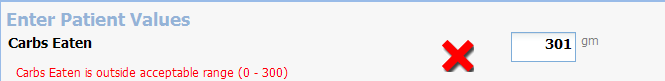 Enter Patient Values
Carbs Eaten 301 gm
Carbs Eaten is outside acceptable range (0 - 300)